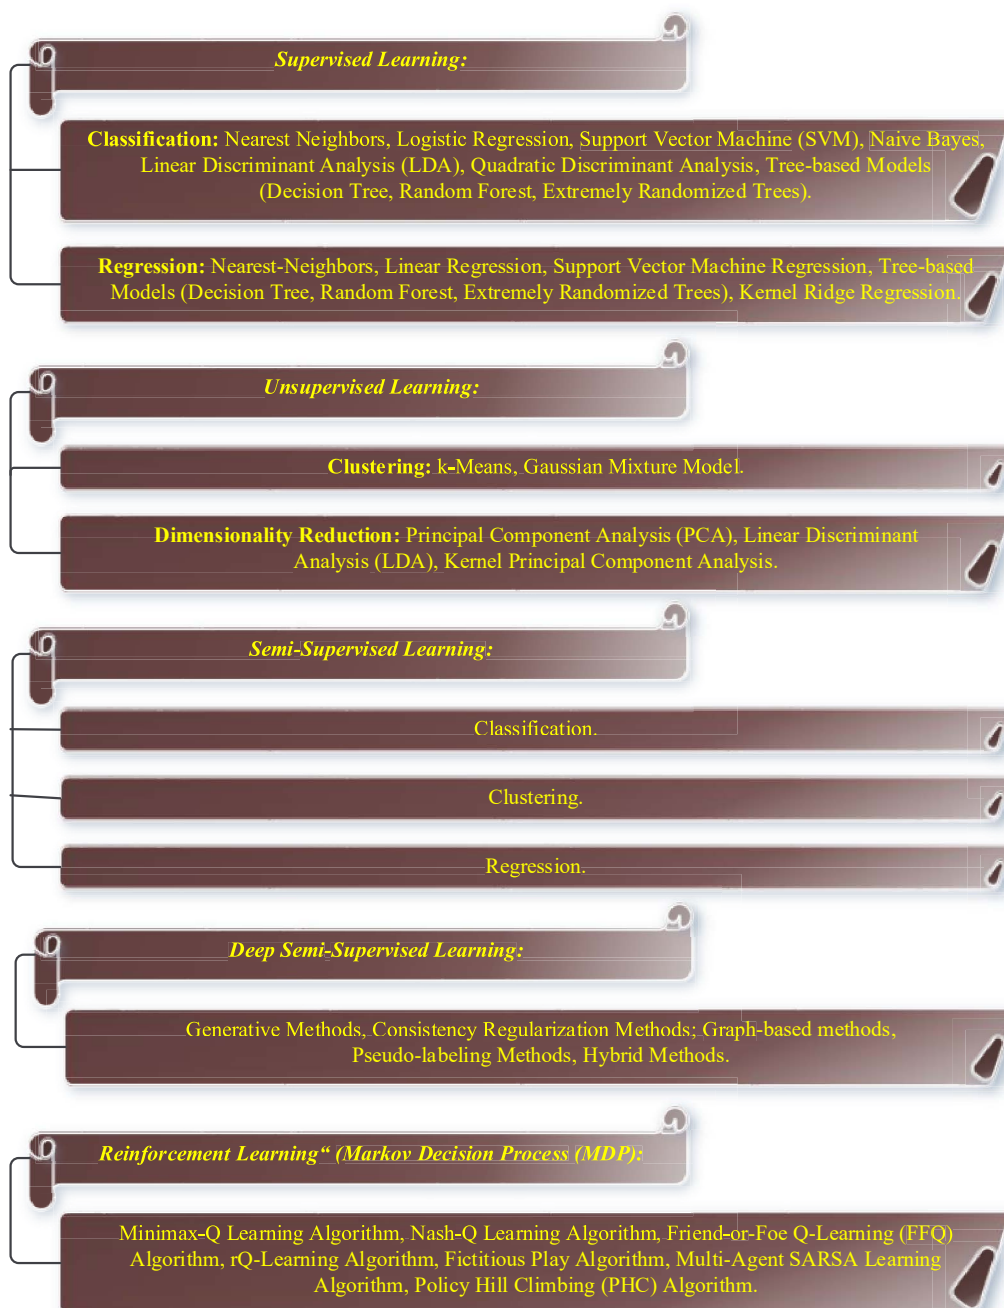 Supervised Learning:
Classification: Nearest Neighbors, Logistic Regression, Support Vector Machine (SVM), Naive Bayes,
Linear Discriminant Analysis (LDA), Quadratic Discriminant Analysis, Tree-based Models
(Decision Tree, Random Forest, Extremely Randomized Trees).
Regression: Nearest-Neighbors, Linear Regression, Support Vector Machine Regression, Tree-based
Models (Decision Tree, Random Forest, Extremely Randomized Trees), Kernel Ridge Regression.
Unsupervised Learning:
Clustering: k-Means, Gaussian Mixture Model.
Dimensionality Reduction: Principal Component Analysis (PCA), Linear Discriminant
Analysis (LDA), Kernel Principal Component Analysis.
Semi-Supervised Learning:
Classification.
Clustering.
Regression.
Deep Semi-Supervised Learning:
Generative Methods, Consistency Regularization Methods; Graph-based methods,
Pseudo-labeling Methods, Hybrid Methods.
Reinforcement Learning“ (Markov Decision Process (MDP):
Minimax-Q Learning Algorithm, Nash-Q Learning Algorithm, Friend-or-Foe Q-Learning (FFQ)
Algorithm, rQ-Learning Algorithm, Fictitious Play Algorithm, Multi-Agent SARSA Learning
Algorithm, Policy Hill Climbing (PHC) Algorithm.